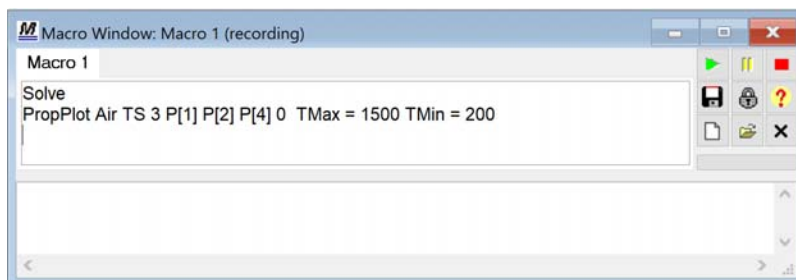 Macro Window: Macro 1 (recording)
Macro 1
Solve
PropPlot Air TS 3 P[1] P[2] P[4] 0  TMax = 1500 TMin = 200